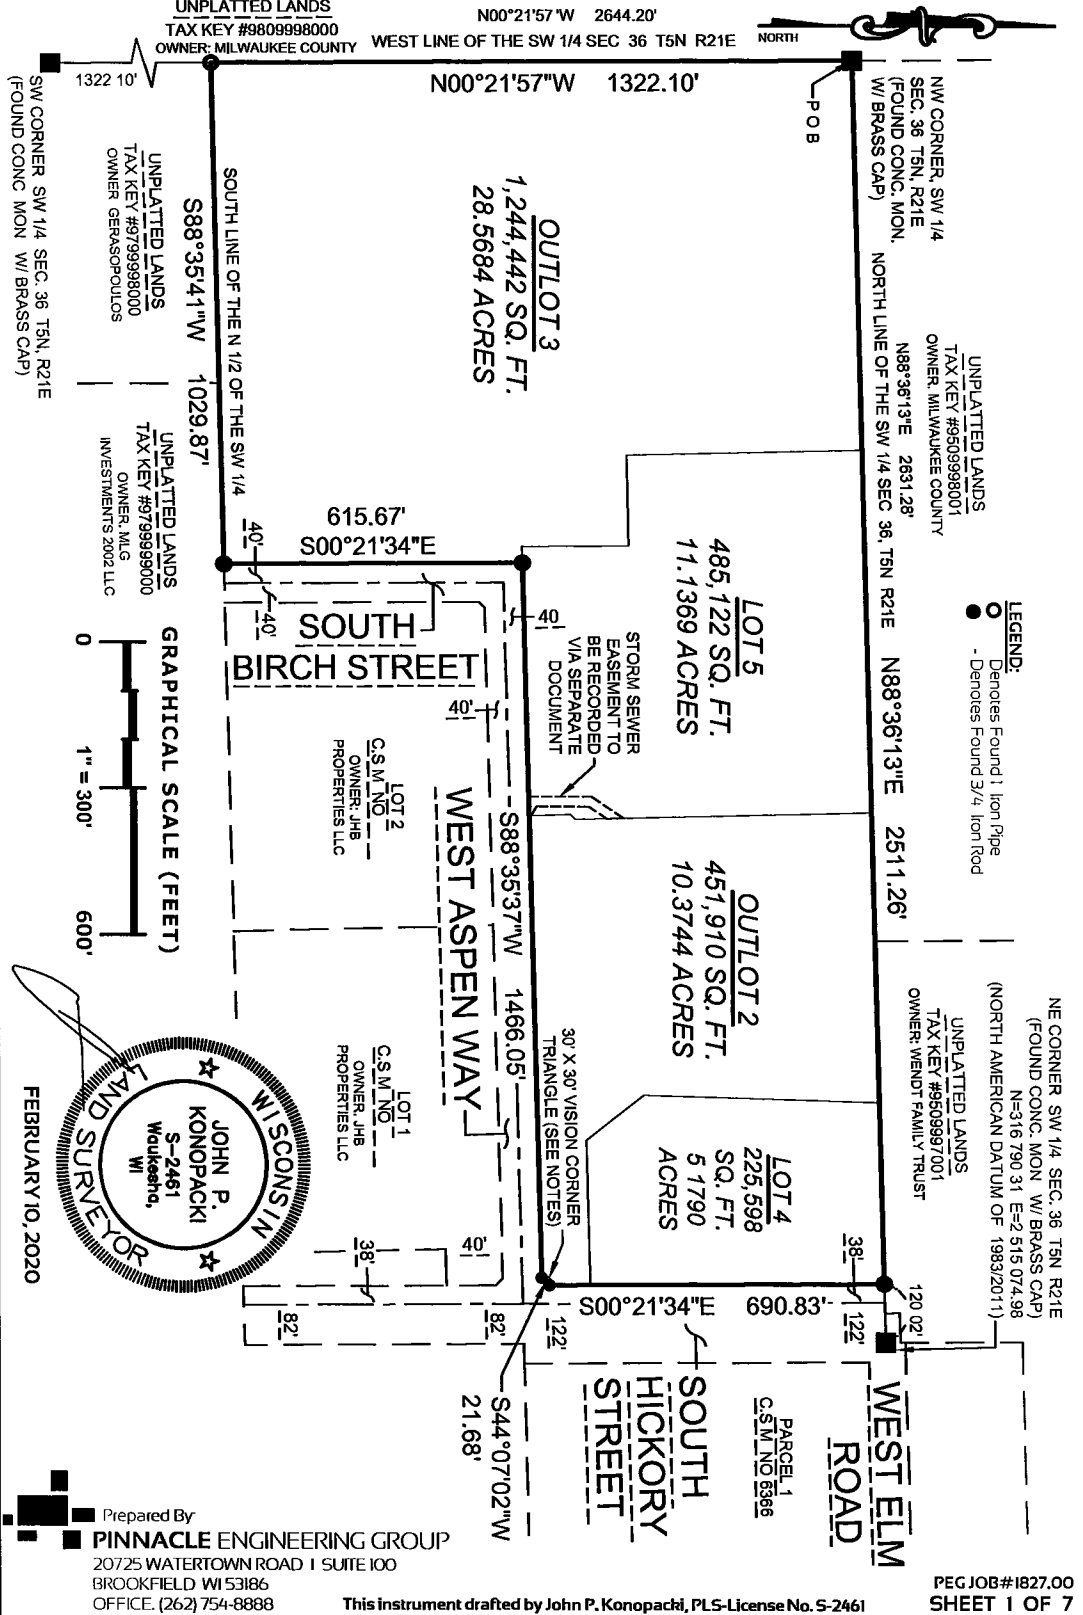 UNPLATTED LANDS
TAX KEY #9809998000
OWNER: MILWAUKEE COUNTY
N00°21'57"W 2644.20'
WEST LINE OF THE SW 1/4 SEC 36 T5N R21E
NORTH
1322 10'
N00°21'57"W 1322.10'
P O B
SW CORNER SW 1/4 SEC. 36 T5N, R21E
(FOUND CONC MON W/ BRASS CAP)
NW CORNER, SW 1/4
SEC. 36 T5N, R21E
(FOUND CONC. MON.
W/ BRASS CAP)
UNPLATTED LANDS
TAX KEY #9799998000
OWNER GERASOPOULOS
S88°35'41"W 1029.87'
SOUTH LINE OF THE N 1/2 OF THE SW 1/4
OUTLOT 3
1,244,442 SQ. FT.
28.5684 ACRES
UNPLATTED LANDS
TAX KEY #9509998001
OWNER. MILWAUKEE COUNTY
N88°36'13"E 2631.28'
NORTH LINE OF THE SW 1/4 SEC 36, T5N R21E
N88°36'13"E 2511.26'
UNPLATTED LANDS
TAX KEY #9799999000
OWNER. MLG
INVESTMENTS 2002 LLC
615.67'
S00°21'34"E
40'
40'
40
40'
SOUTH
BIRCH STREET
LOT 5
485,122 SQ. FT.
11.1369 ACRES
STORM SEWER
EASEMENT TO
BE RECORDED
VIA SEPARATE
DOCUMENT
LEGEND:
Denotes Found 1 Iron Pipe
- Denotes Found 3/4 Iron Rod
GRAPHICAL SCALE (FEET)
0
1" = 300'
600'
LOT 2
C.S M. NO
OWNER: JHB
PROPERTIES LLC
WEST ASPEN WAY
S88°35'37"W 1466.05'
OUTLOT 2
451,910 SQ. FT.
10.3744 ACRES
NE CORNER SW 1/4 SEC. 36 T5N R21E
(FOUND CONC. MON W/ BRASS CAP)
N=316 790 31 E=2 515 074.98
(NORTH AMERICAN DATUM OF 1983/2011)
UNPLATTED LANDS
TAX KEY #9509997001
OWNER: WENDT FAMILY TRUST
LOT 1
C.S M. NO
OWNER. JHB
PROPERTIES LLC
30' X 30' VISION CORNER
TRIANGLE (SEE NOTES)
LOT 4
225,598
SQ. FT.
5 1790
ACRES
WISCONSIN
LAND SURVEYOR
JOHN P.
KONOPACKI
S-2461
Waukesha,
WI
FEBRUARY 10, 2020
38'
40'
38'
120 02'
S00°21'34"E 690.83'
82'
82'
122'
122'
S44°07'02"W
21.68'
SOUTH
HICKORY
STREET
PARCEL 1
C.S M. NO 6366
WEST ELM
ROAD
Prepared By
PINNACLE ENGINEERING GROUP
20725 WATERTOWN ROAD I SUITE 100
BROOKFIELD WI 53186
OFFICE. (262) 754-8888
This instrument drafted by John P. Konopacki, PLS-License No. S-2461
PEG JOB#1827.00
SHEET 1 OF 7